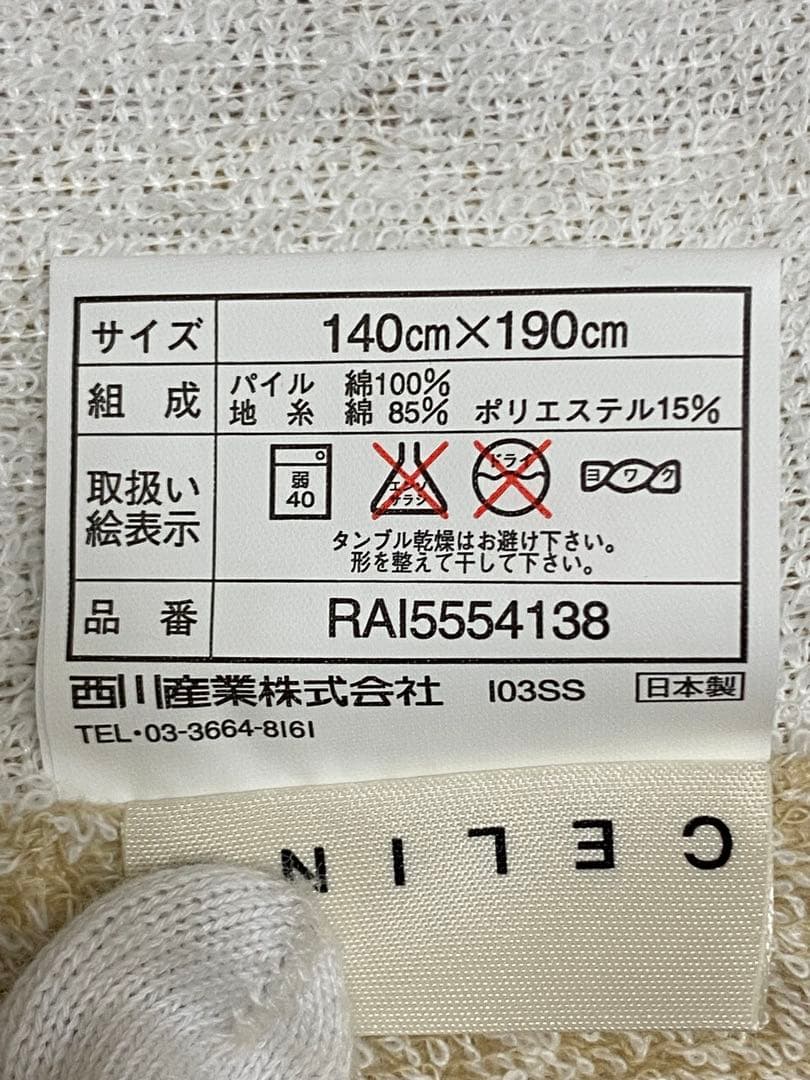 サイズ 140cm×190cm
組成 パイル 綿100%
地糸 綿 85% ポリエステル15%
取扱い
絵表示
弱
40
エンソ
サラシ
ドライ
ヨワク
タンブル乾燥はお避け下さい。
形を整えて干して下さい。
品番 RAI5554138
西川産業株式会社 I03SS 日本製
TEL・03-3664-8161
CELIN